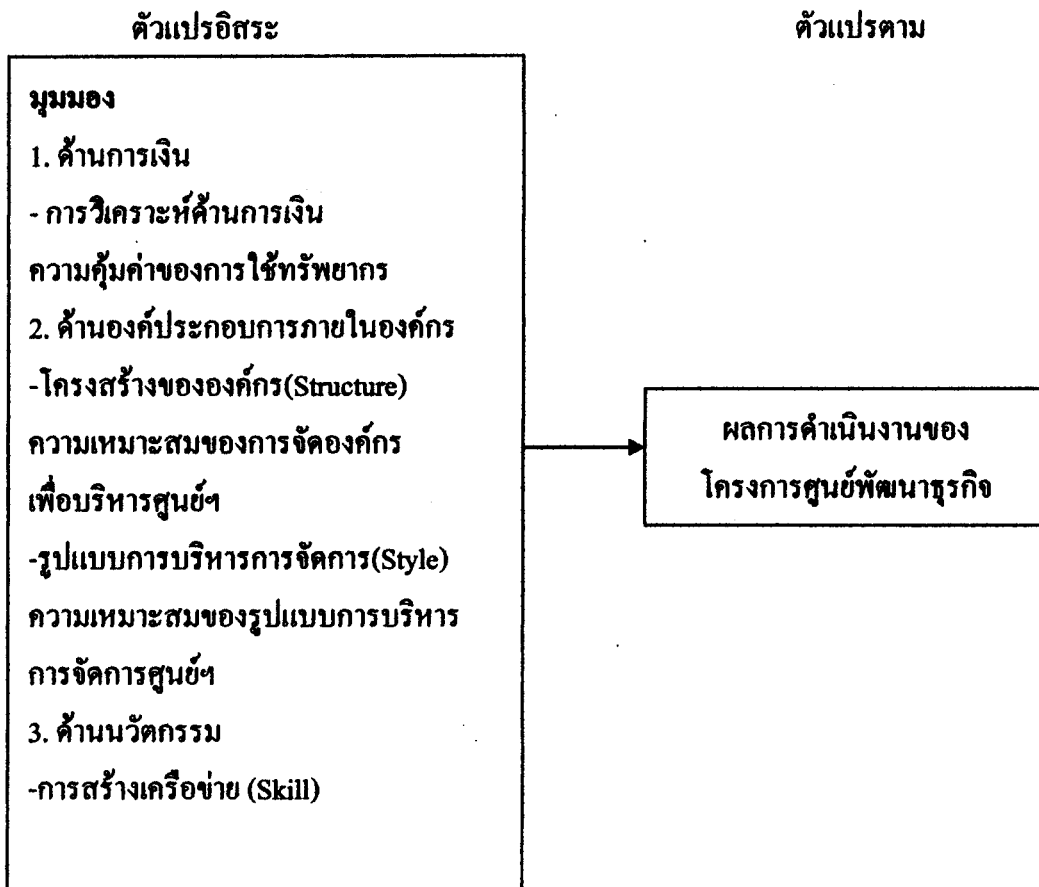 ตัวแปรอิสระ
ตัวแปรตาม
มุมมอง
1. ด้านการเงิน
- การวิเคราะห์ด้านการเงิน
ความคุ้มค่าของการใช้ทรัพยากร
2. ด้านองค์ประกอบการภายในองค์กร
-โครงสร้างขององค์กร(Structure)
ความเหมาะสมของการจัดองค์กร
เพื่อบริหารศูนย์ฯ
-รูปแบบการบริหารการจัดการ(Style)
ความเหมาะสมของรูปแบบการบริหาร
การจัดการศูนย์ฯ
3. ด้านนวัตกรรม
-การสร้างเครือข่าย (Skill)
ผลการดำเนินงานของ
โครงการศูนย์พัฒนาธุรกิจ